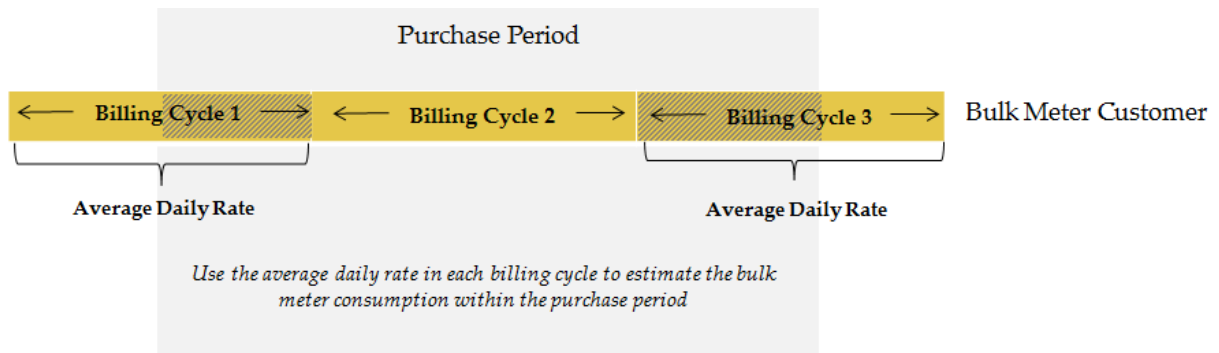 Purchase Period
Billing Cycle 1
Billing Cycle 2
Billing Cycle 3
Bulk Meter Customer
Average Daily Rate
Average Daily Rate
Use the average daily rate in each billing cycle to estimate the bulk
meter consumption within the purchase period